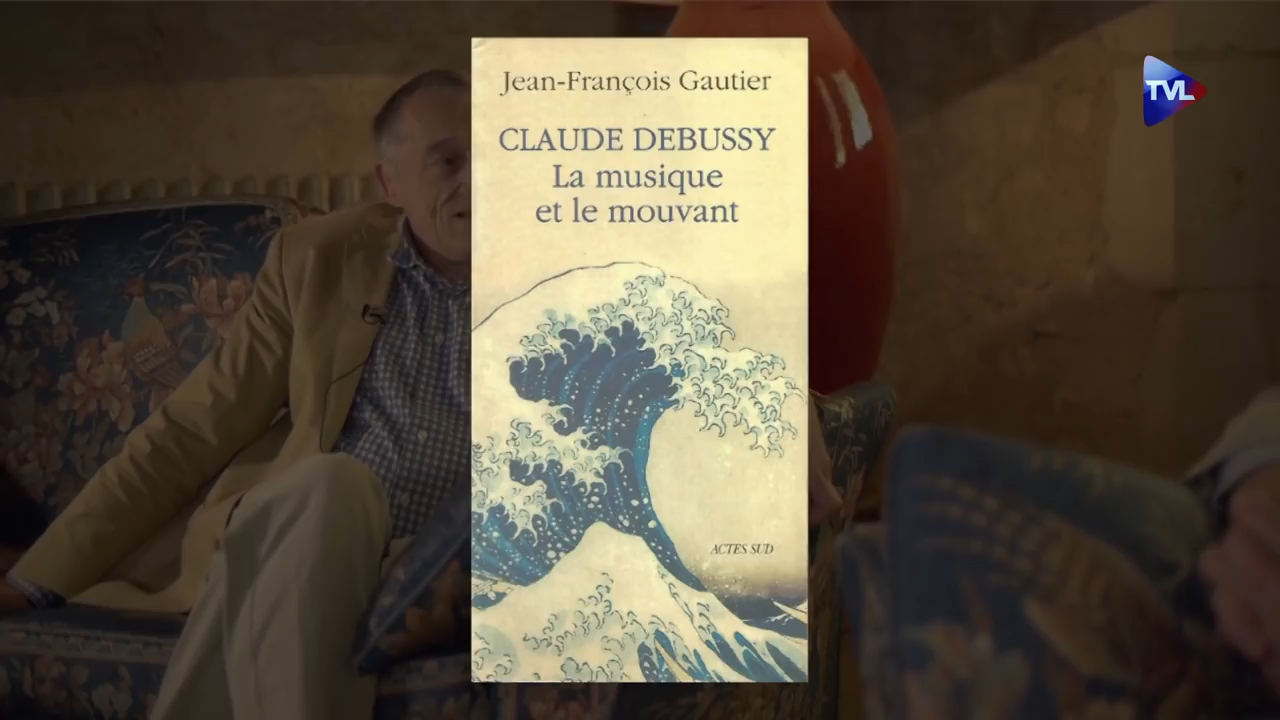 TVL
Jean-François Gautier
CLAUDE DEBUSSY
La musique
et le mouvant
ACTES SUD